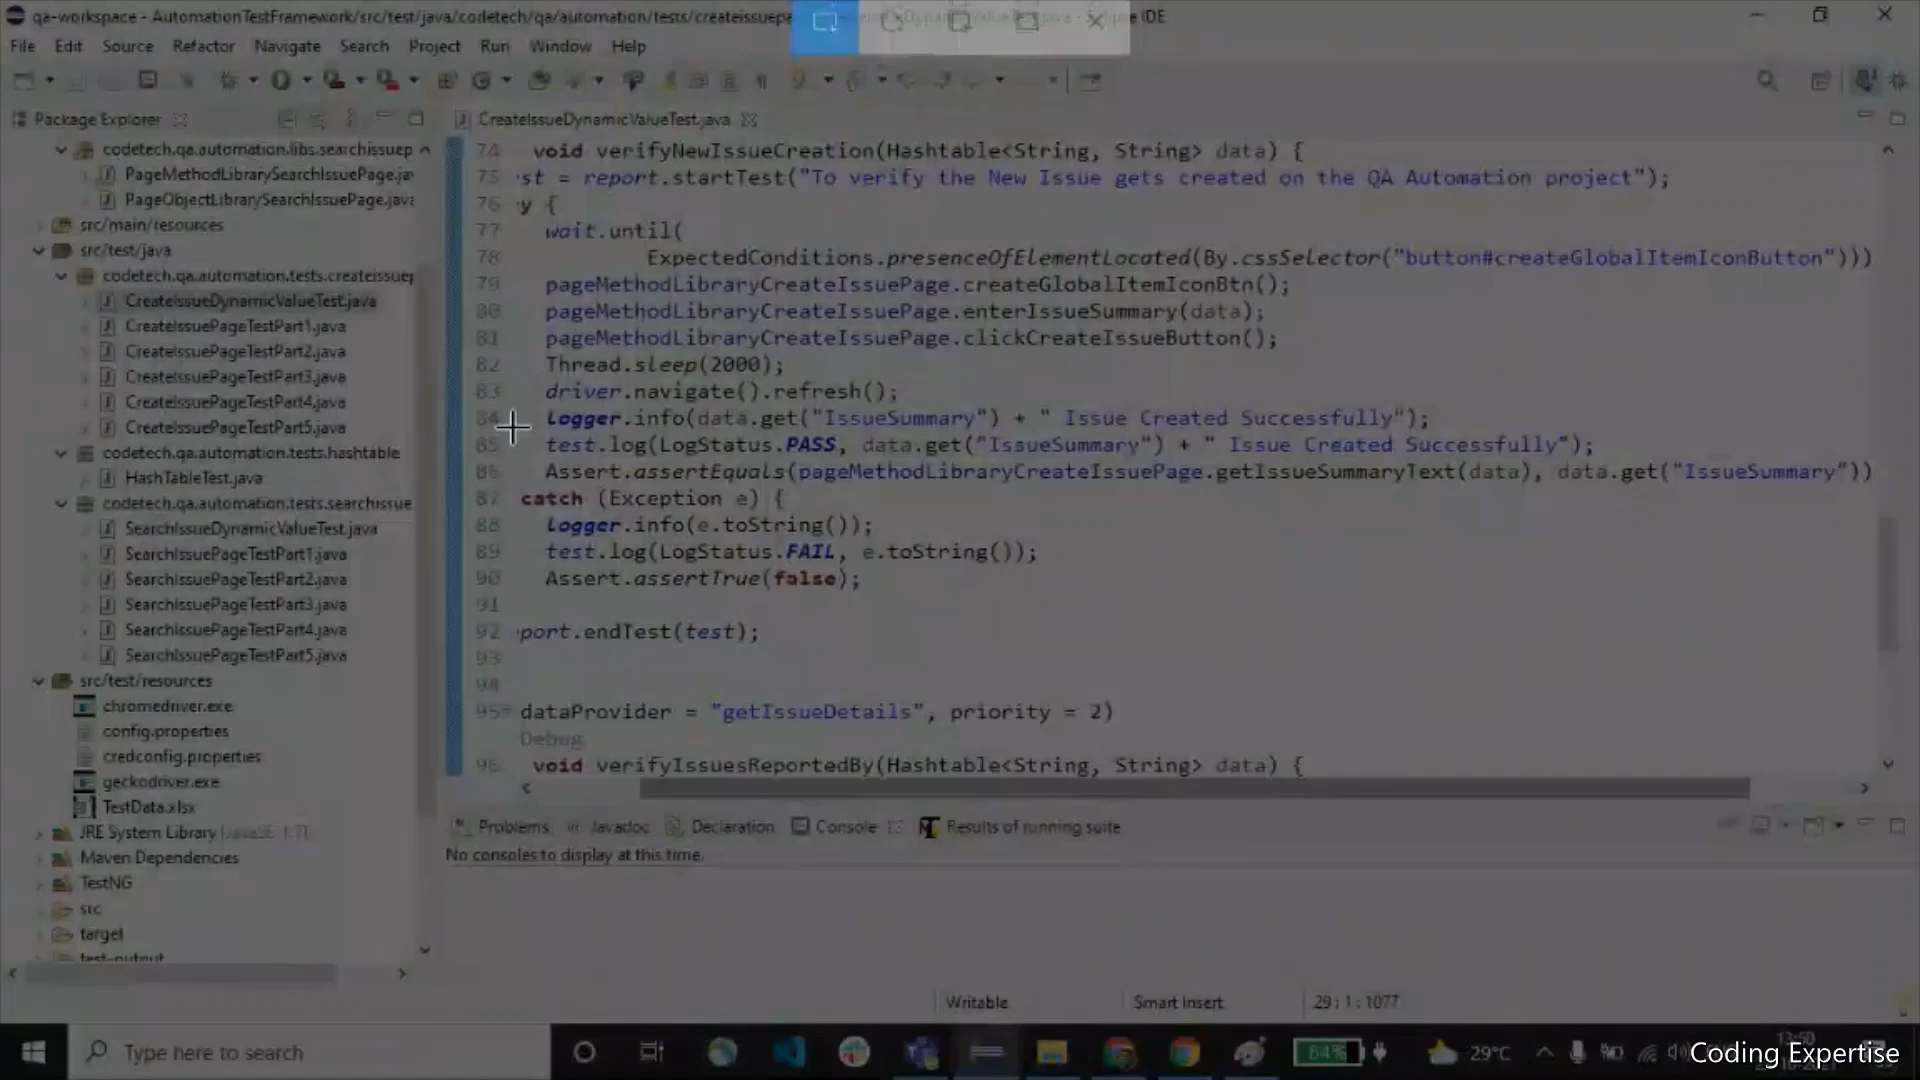 qa-workspace - AutomationTestFramework/src/test/java/codetech/qa/automation/tests/createissuepa
IDE
File Edit Source Refactor Navigate Search Project Run Window Help
Package Explorer
codetech.qa.automation.libs.searchissuep
PageMethodLibrarySearchIssuePage.jav
PageObjectLibrarySearchIssuePage.java
src/main/resources
src/test/java
codetech.qa.automation.tests.createissuep
CreateIssueDynamicValueTest.java
CreateIssuePageTestPart1.java
CreateIssuePageTestPart2.java
CreateIssuePageTestPart3.java
CreateIssuePageTestPart4.java
CreateIssuePageTestPart5.java
codetech.qa.automation.tests.hashtable
HashTableTest.java
codetech.qa.automation.tests.searchissue
SearchIssueDynamicValueTest.java
SearchIssuePageTestPart1.java
SearchIssuePageTestPart2.java
SearchIssuePageTestPart3.java
SearchIssuePageTestPart4.java
SearchIssuePageTestPart5.java
src/test/resources
chromedriver.exe
config.properties
credconfig.properties
geckodriver.exe
TestData.xlsx
JRE System Library
Maven Dependencies
TestNG
src
target
test-output
CreateIssueDynamicValueTest.java
74 void verifyNewIssueCreation(Hashtable<String, String> data) {
75 st = report.startTest("To verify the New Issue gets created on the QA Automation project");
76 y {
77 wait.until(
78 ExpectedConditions.presenceOfElementLocated(By.cssSelector("button#createGlobalItemIconButton")))
79 pageMethodLibraryCreateIssuePage.createGlobalItemIconBtn();
80 pageMethodLibraryCreateIssuePage.enterIssueSummary(data);
81 pageMethodLibraryCreateIssuePage.clickCreateIssueButton();
82 Thread.sleep(2000);
83 driver.navigate().refresh();
84 Logger.info(data.get("IssueSummary") + " Issue Created Successfully");
85 test.log(LogStatus.PASS, data.get("IssueSummary") + " Issue Created Successfully");
86 Assert.assertEquals(pageMethodLibraryCreateIssuePage.getIssueSummaryText(data), data.get("IssueSummary"))
87 catch (Exception e) {
88 Logger.info(e.toString());
89 test.log(LogStatus.FAIL, e.toString());
90 Assert.assertTrue(false);
91
92 port.endTest(test);
93
94
95 dataProvider = "getIssueDetails", priority = 2)
Debug
96 void verifyIssuesReportedBy(Hashtable<String, String> data) {
Problems Javadoc Declaration Console Results of running suite
No consoles to display at this time.
Writable Smart Insert 29 : 1 : 1077
Type here to search
84% 29°C
Coding Expertise